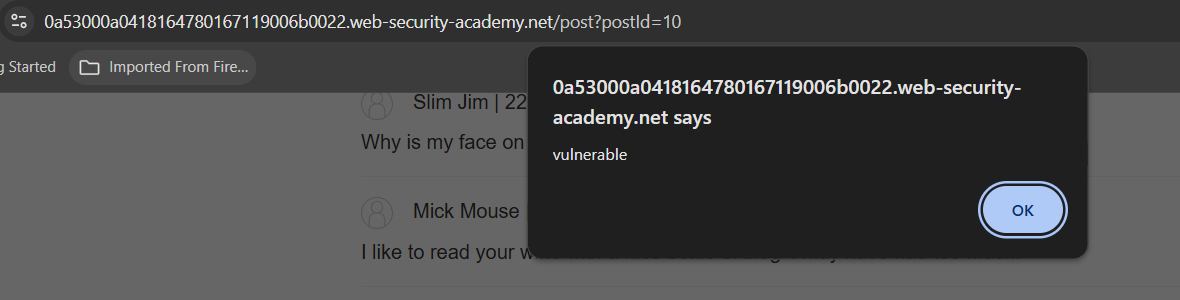 0a53000a0418164780167119006b0022.web-security-academy.net/post?postId=10
g Started
Imported From Fire...
0a53000a0418164780167119006b0022.web-security-
academy.net says
vulnerable
OK
Slim Jim | 22
Why is my face on
Mick Mouse
I like to read your